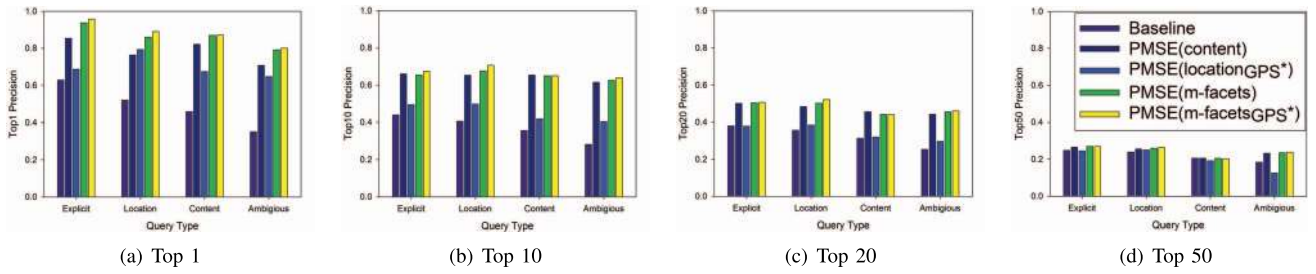 Top1 Precision
1.0
0.8
0.6
0.4
0.2
0.0
Explicit Location Content Ambigious
Query Type
(a) Top 1
Top10 Precision
1.0
0.8
0.6
0.4
0.2
0.0
Explicit Location Content Ambigious
Query Type
(b) Top 10
Top20 Precision
1.0
0.8
0.6
0.4
0.2
0.0
Explicit Location Content Ambigious
Query Type
(c) Top 20
Top50 Precision
1.0
0.8
0.6
0.4
0.2
0.0
Baseline
PMSE(content)
PMSE(locationGPS*)
PMSE(m-facets)
PMSE(m-facetsGPS*)
Explicit Location Content Ambigious
Query Type
(d) Top 50